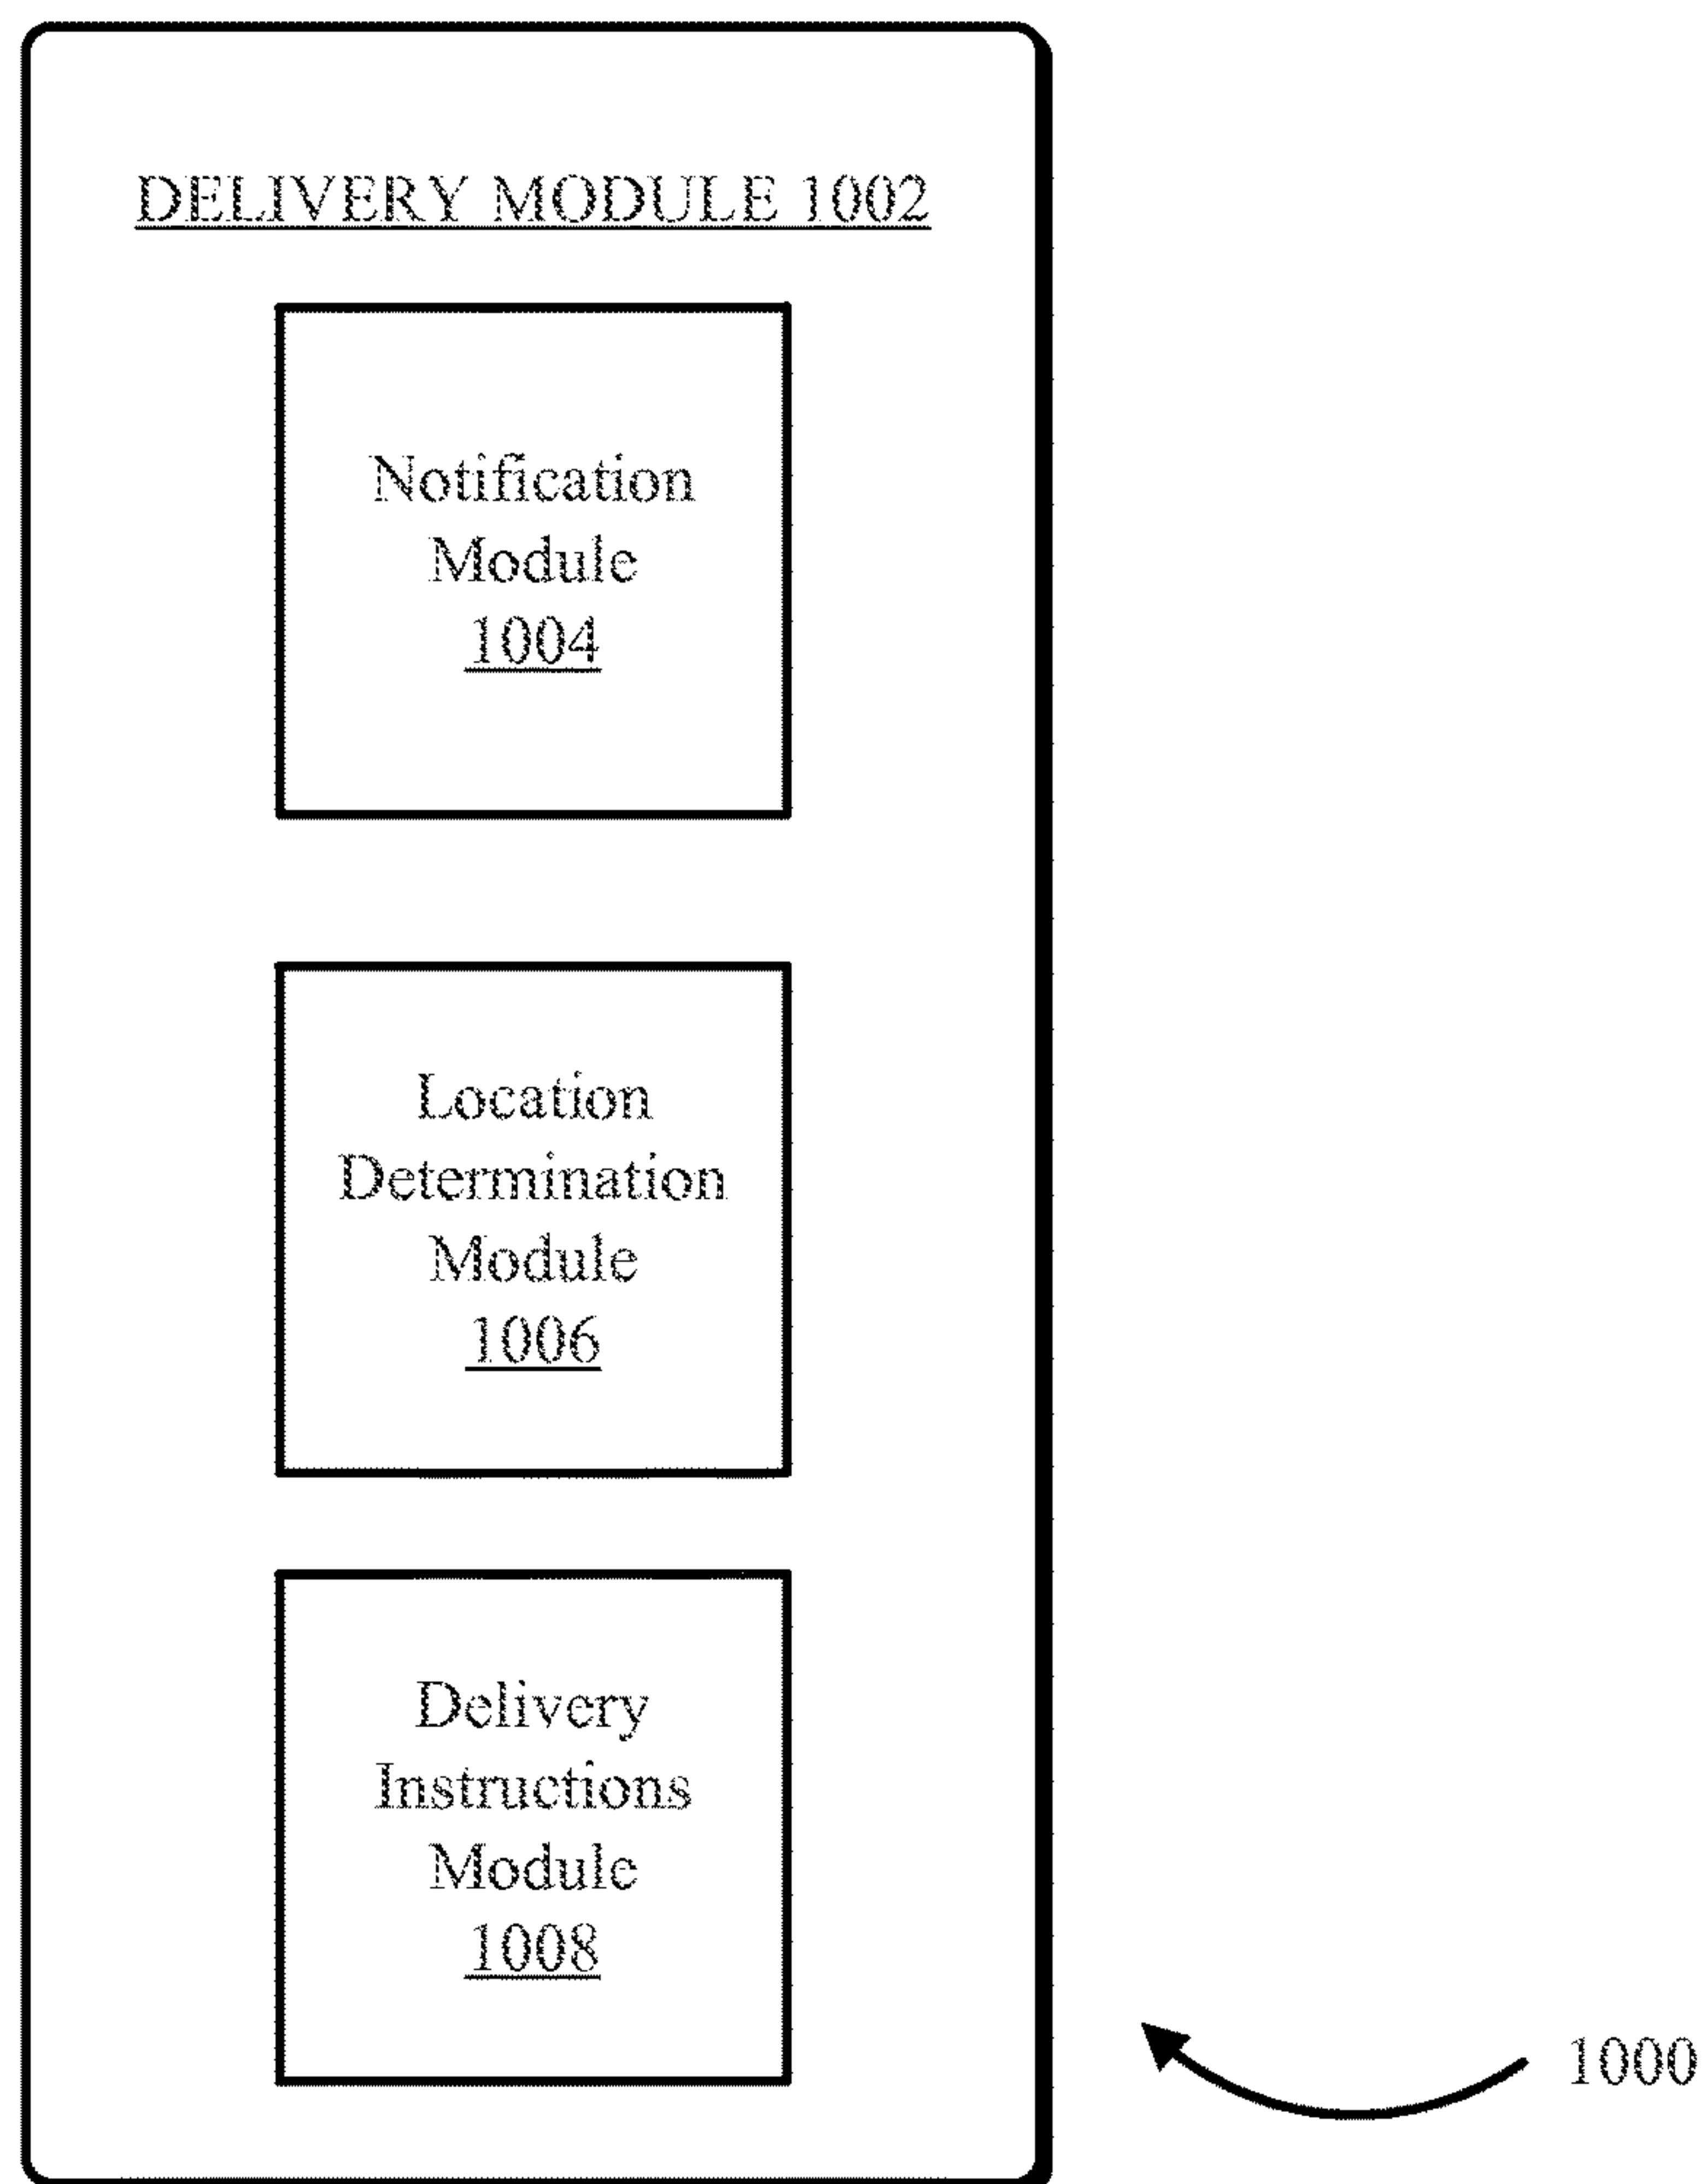 DELIVERY MODULE 1002
Notification
Module
1004
Location
Determination
Module
1006
Delivery
Instructions
Module
1008
1000